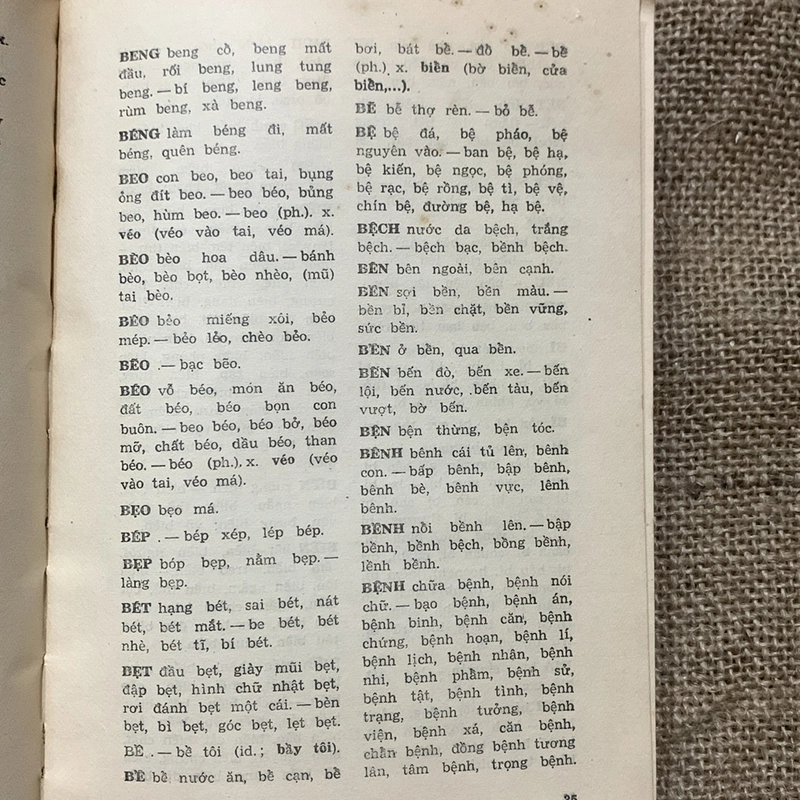 BENG beng cổ, beng mất
đầu, rối beng, lung tung
beng. — bí beng, leng beng,
rùm beng, xà beng.
BÉNG làm béng đi, mất
béng, quên béng.
BEO con beo, beo tai, bụng
ỏng đít beo. — beo béo, bủng
beo, hùm beo. — beo (ph.). x.
véo (véo vào tai, véo má).
BÈO bèo hoa dâu. — bánh
bèo, bèo bọt, bèo nhèo, (mũ)
tai bèo.
BẺO bẻo miếng xôi, bẻo
mép. — bẻo lẻo, chèo bẻo.
BẼO . — bạc bẽo.
BÉO vỗ béo, món ăn béo,
đất béo, béo bọn con
buôn. — beo béo, béo bở, béo
mỡ, chất béo, dầu béo, than
béo. — béo (ph.). x. véo (véo
vào tai, véo má).
BẸO bẹo má.
BÉP . — bép xép, lép bép.
BẸP bóp bẹp, nằm bẹp. —
làng bẹp.
BÉT hạng bét, sai bét, nát
bét, bét mắt. — be bét, bét
nhè, bét tĩ, bí bét.
BẸT đầu bẹt, giày mũi bẹt,
đập bẹt, hình chữ nhật bẹt,
rơi đánh bẹt một cái. — bèn
bẹt, bì bẹt, góc bẹt, lẹt bẹt.
BỀ . — bề tôi (id.; bầy tôi).
BỂ bể nước ăn, bể cạn, bể
bơi, bát bể. — đồ bể. — bể
(ph.). x. biển (bờ biển, cửa
biển,...).
BỄ bễ thợ rèn. — bỏ bễ.
BỆ bệ đá, bệ pháo, bệ
nguyên vào. — ban bệ, bệ hạ,
bệ kiến, bệ ngọc, bệ phóng,
bệ rạc, bệ rồng, bệ tì, bệ vệ,
chín bệ, đường bệ, hạ bệ.
BỆCH nước da bệch, trắng
bệch. — bệch bạc, bềnh bệch.
BÊN bên ngoài, bên cạnh.
BỀN sợi bền, bền màu. —
bền bỉ, bền chặt, bền vững,
sức bền.
BỂN ở bển, qua bển.
BẾN bến đò, bến xe. — bến
lội, bến nước, bến tàu, bến
vượt, bờ bến.
BỆN bện thừng, bện tóc.
BÊNH bênh cái tủ lên, bênh
con. — bấp bênh, bập bênh,
bênh bè, bênh vực, lênh
bênh.
BỀNH nổi bềnh lên. — bập
bềnh, bềnh bệch, bồng bềnh,
lềnh bềnh.
BỆNH chữa bệnh, bệnh nói
chữ. — bạo bệnh, bệnh án,
bệnh binh, bệnh căn, bệnh
chứng, bệnh hoạn, bệnh lí,
bệnh lịch, bệnh nhân, bệnh
nhi, bệnh phẩm, bệnh sử,
bệnh tật, bệnh tình, bệnh
trạng, bệnh tưởng, bệnh
viện, bệnh xá, căn bệnh,
chẩn bệnh, đồng bệnh tương
lân, tâm bệnh, trọng bệnh.